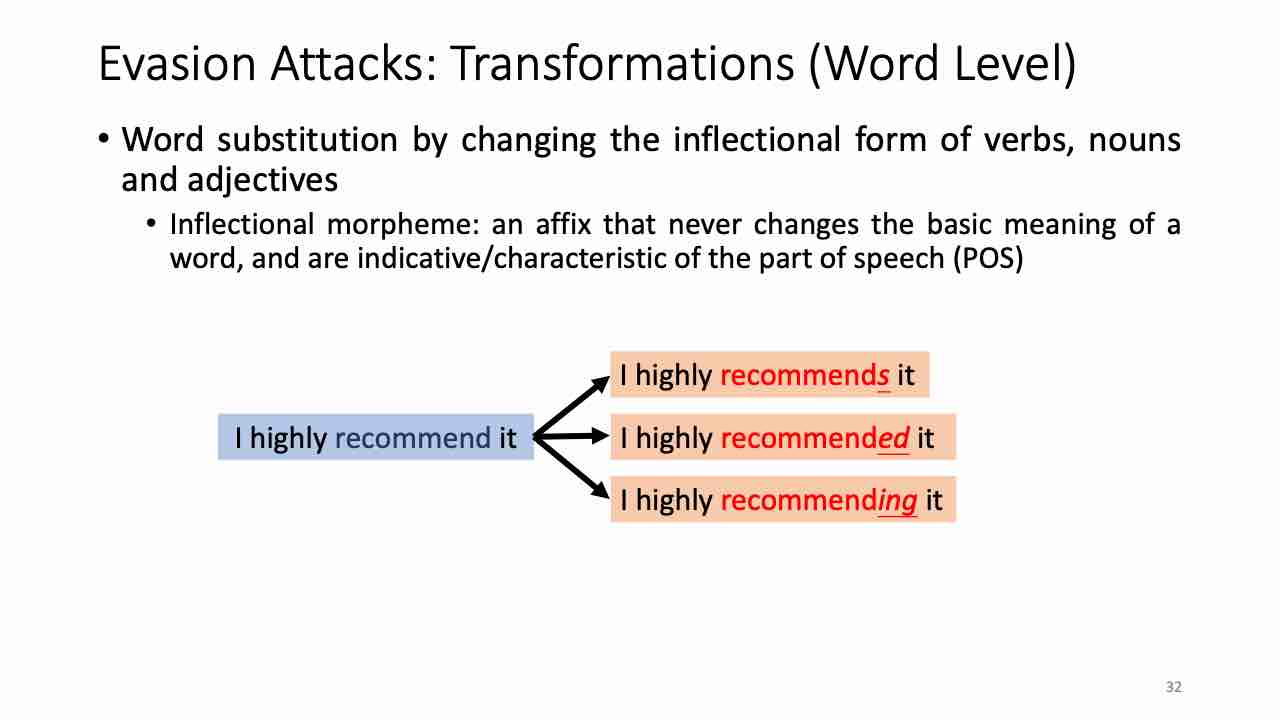 Evasion Attacks: Transformations (Word Level)
• Word substitution by changing the inflectional form of verbs, nouns
and adjectives
• Inflectional morpheme: an affix that never changes the basic meaning of a
word, and are indicative/characteristic of the part of speech (POS)
I highly recommend it
I highly recommends it
I highly recommended it
I highly recommending it
32